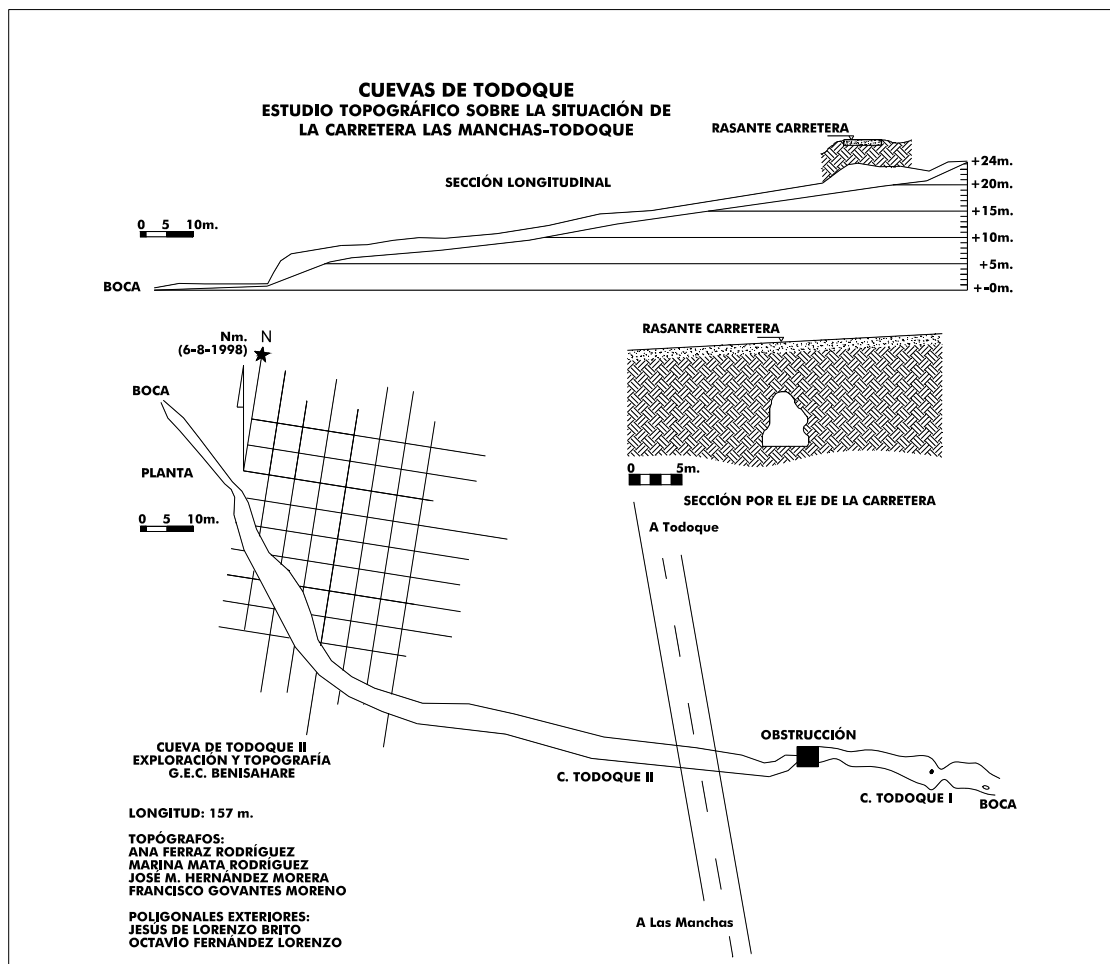 CUEVAS DE TODOQUE
ESTUDIO TOPOGRÁFICO SOBRE LA SITUACIÓN DE
LA CARRETERA LAS MANCHAS-TODOQUE
RASANTE CARRETERA
SECCIÓN LONGITUDINAL
+24m.
+20m.
+15m.
+10m.
+5m.
+-0m.
0 5 10m.
BOCA
Nm.
(6-8-1998)
N
BOCA
PLANTA
0 5 10m.
RASANTE CARRETERA
0 5m.
SECCIÓN POR EL EJE DE LA CARRETERA
A Todoque
OBSTRUCCIÓN
C. TODOQUE II
C. TODOQUE I
BOCA
A Las Manchas
CUEVA DE TODOQUE II
EXPLORACIÓN Y TOPOGRAFÍA
G.E.C. BENISAHARE
LONGITUD: 157 m.
TOPÓGRAFOS:
ANA FERRAZ RODRÍGUEZ
MARINA MATA RODRÍGUEZ
JOSÉ M. HERNÁNDEZ MORERA
FRANCISCO GOVANTES MORENO
POLIGONALES EXTERIORES:
JESÚS DE LORENZO BRITO
OCTAVIO FERNÁNDEZ LORENZO